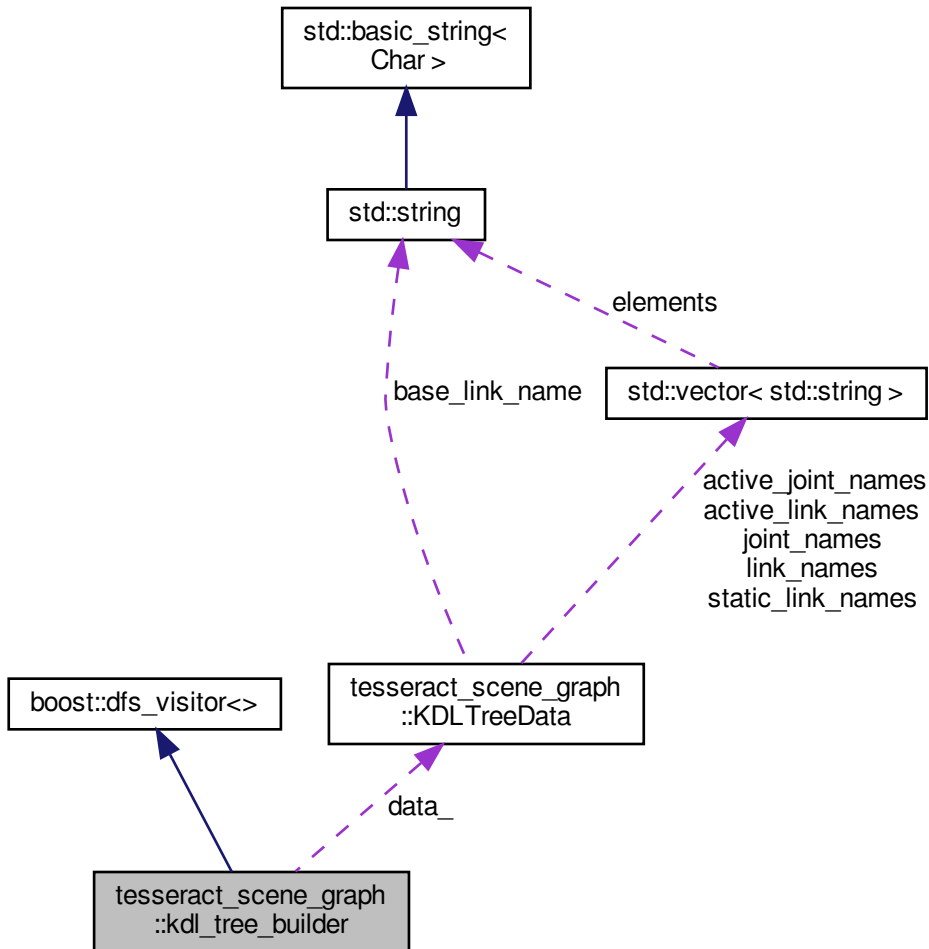 std::basic_string<
Char >
std::string
elements
std::vector< std::string >
base_link_name
active_joint_names
active_link_names
joint_names
link_names
static_link_names
tesseract_scene_graph
::KDLTreeData
boost::dfs_visitor<>
data_
tesseract_scene_graph
::kdl_tree_builder